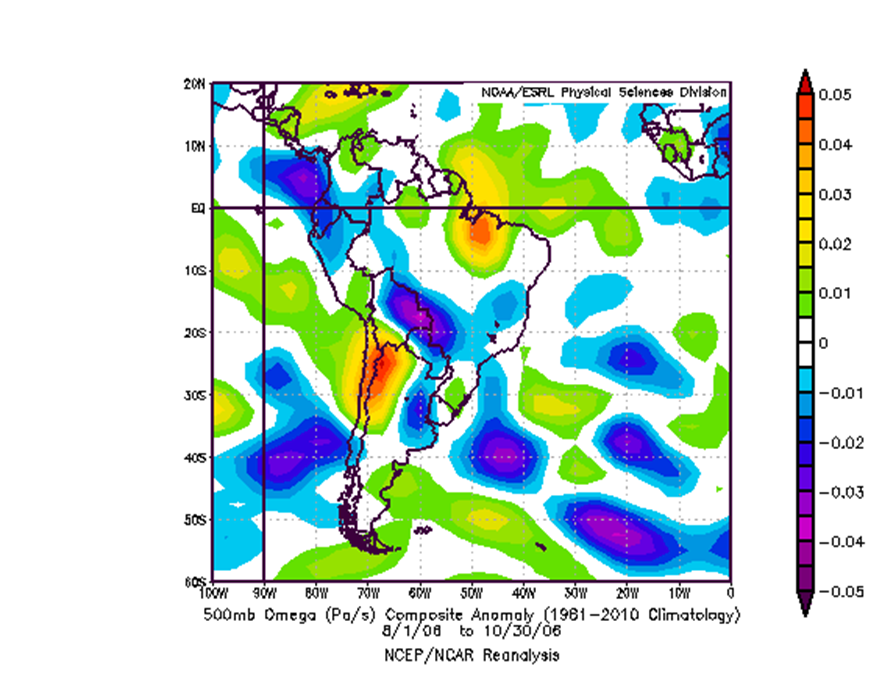 NOAA/ESRL Physical Sciences Division
20N
10N
EQ
10S
20S
30S
40S
50S
60S
100W 90W 80W 70W 60W 50W 40W 30W 20W 10W 0
0.05
0.04
0.03
0.02
0.01
0
−0.01
−0.02
−0.03
−0.04
−0.05
500mb Omega (Pa/s) Composite Anomaly (1981−2010 Climatology)
8/1/06 to 10/30/06
NCEP/NCAR Reanalysis